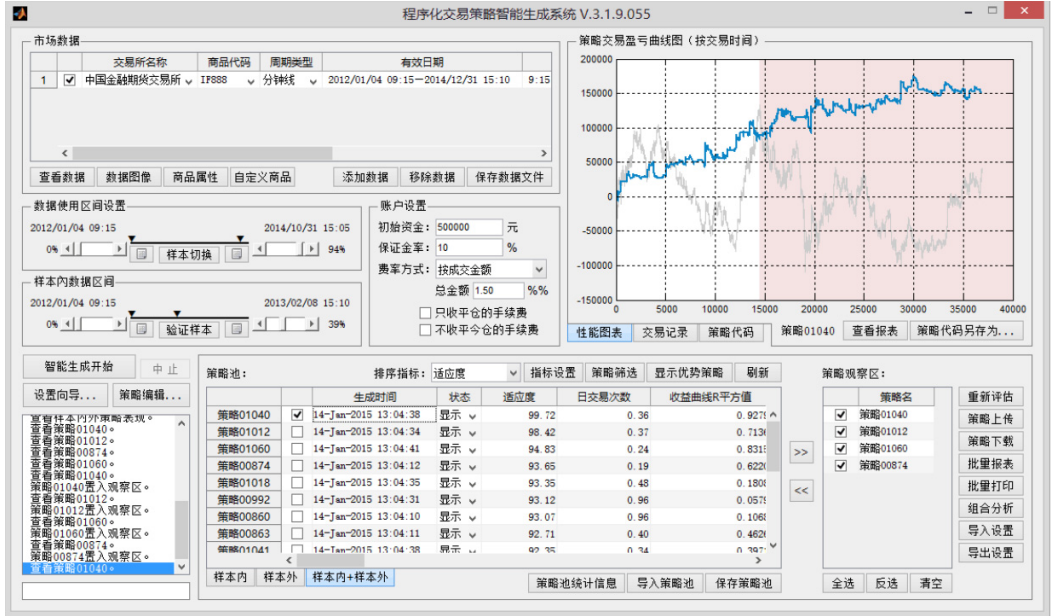 程序化交易策略智能生成系统 V.3.1.9.055
市场数据
交易所名称 商品代码 周期类型 有效日期
1 中国金融期货交易所 IF888 分钟线 2012/01/04 09:15—2014/12/31 15:10 9:15
查看数据 数据图像 商品属性 自定义商品 添加数据 移除数据 保存数据文件
数据使用区间设置
2012/01/04 09:15 2014/10/31 15:05
0% 样本切换 94%
样本内数据区间
2012/01/04 09:15 2013/02/08 15:10
0% 验证样本 39%
账户设置
初始资金: 500000 元
保证金率: 10 %
费率方式: 按成交金额
总金额 1.50 %%
只收平仓的手续费
不收平今仓的手续费
策略交易盈亏曲线图(按交易时间)
200000
150000
100000
50000
0
-50000
-100000
-150000
0 5000 10000 15000 20000 25000 30000 35000 40000
性能图表 交易记录 策略代码 策略01040 查看报表 策略代码另存为...
智能生成开始 中止
设置向导... 策略编辑...
查看样本内外策略表现。
查看策略01040。
查看策略01012。
查看策略00874。
查看策略01060。
查看策略01040。
策略01040置入观察区。
查看策略01012。
策略01012置入观察区。
查看策略01060。
策略01060置入观察区。
查看策略00874。
策略00874置入观察区。
查看策略01040。
策略池: 排序指标: 适应度 指标设置 策略筛选 显示优势策略 刷新
生成时间 状态 适应度 日交易次数 收益曲线R平方值
策略01040 14-Jan-2015 13:04:38 显示 99.72 0.36 0.9279
策略01012 14-Jan-2015 13:04:34 显示 98.42 0.37 0.7136
策略01060 14-Jan-2015 13:04:41 显示 94.83 0.24 0.8315
策略00874 14-Jan-2015 13:04:12 显示 93.65 0.19 0.6220
策略01018 14-Jan-2015 13:04:35 显示 93.35 0.48 0.1808
策略00992 14-Jan-2015 13:04:31 显示 93.12 0.96 0.0579
策略00860 14-Jan-2015 13:04:10 显示 93.07 0.96 0.1068
策略00863 14-Jan-2015 13:04:11 显示 92.71 0.40 0.4626
策略01041 14-Jan-2015 13:04:38 显示 92.35 0.34 0.397
样本内 样本外 样本内+样本外 策略池统计信息 导入策略池 保存策略池
>>
<<
策略观察区:
策略名
策略01040
策略01012
策略01060
策略00874
全选 反选 清空
重新评估
策略上传
策略下载
批量报表
批量打印
组合分析
导入设置
导出设置